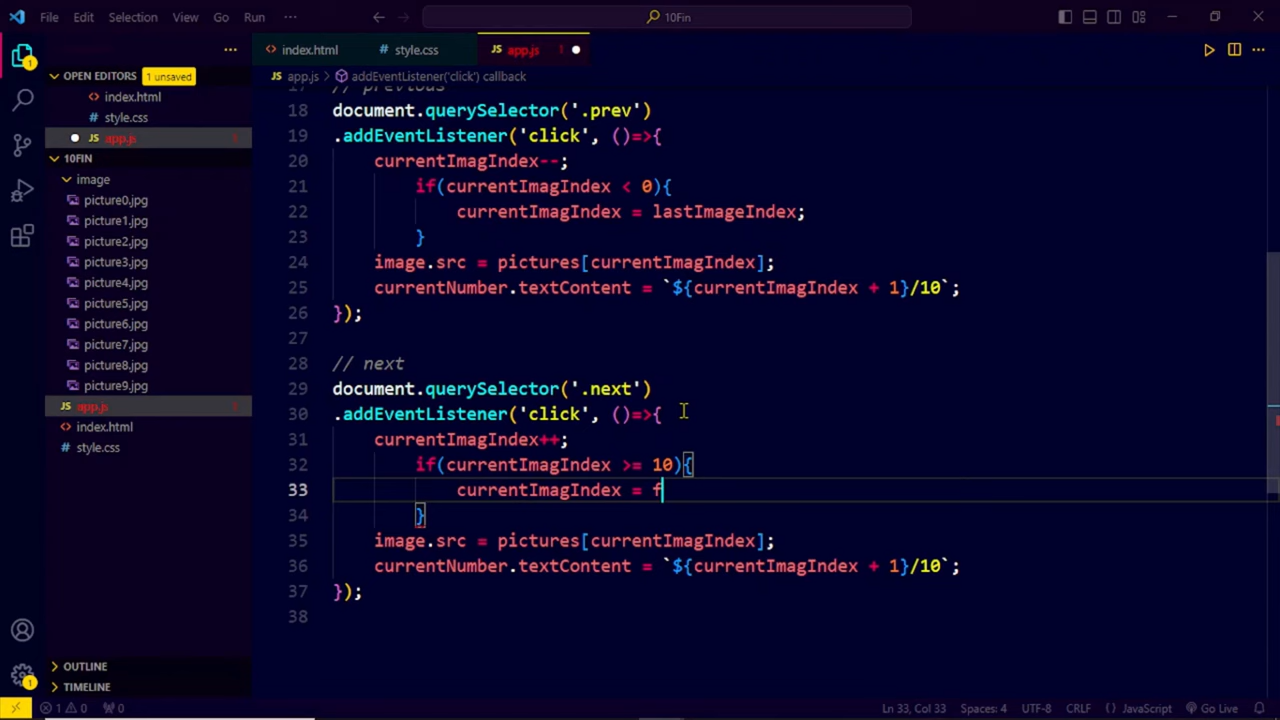 File Edit Selection View Go Run ··· 10Fin
index.html style.css app.js 1
app.js > addEventListener('click') callback
OPEN EDITORS 1 unsaved
index.html
style.css
app.js
10FIN
image
picture0.jpg
picture1.jpg
picture2.jpg
picture3.jpg
picture4.jpg
picture5.jpg
picture6.jpg
picture7.jpg
picture8.jpg
picture9.jpg
app.js
index.html
style.css
OUTLINE
TIMELINE
17 // previous
18 document.querySelector('.prev')
19 .addEventListener('click', ()=>{
20 currentImagIndex--;
21 if(currentImagIndex < 0){
22 currentImagIndex = lastImageIndex;
23 }
24 image.src = pictures[currentImagIndex];
25 currentNumber.textContent = `${currentImagIndex + 1}/10`;
26 });
27
28 // next
29 document.querySelector('.next')
30 .addEventListener('click', ()=>{
31 currentImagIndex++;
32 if(currentImagIndex >= 10){
33 currentImagIndex = f
34 }
35 image.src = pictures[currentImagIndex];
36 currentNumber.textContent = `${currentImagIndex + 1}/10`;
37 });
38
1 0 0 Ln 33, Col 33 Spaces: 4 UTF-8 CRLF {} JavaScript Go Live